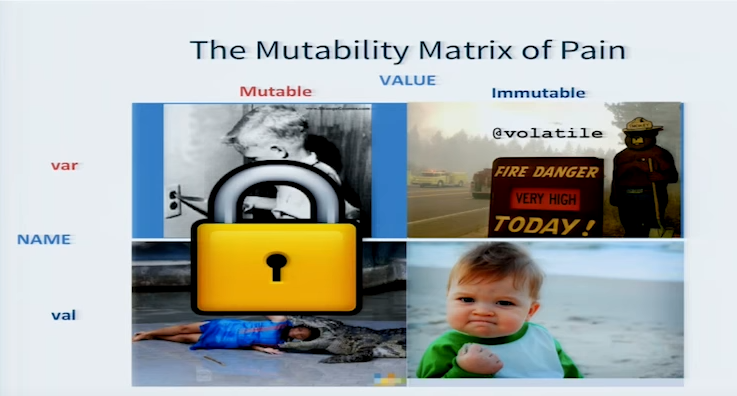 The Mutability Matrix of Pain
VALUE
Mutable
Immutable
@volatile
var
FIRE DANGER
VERY HIGH
TODAY!
NAME
val